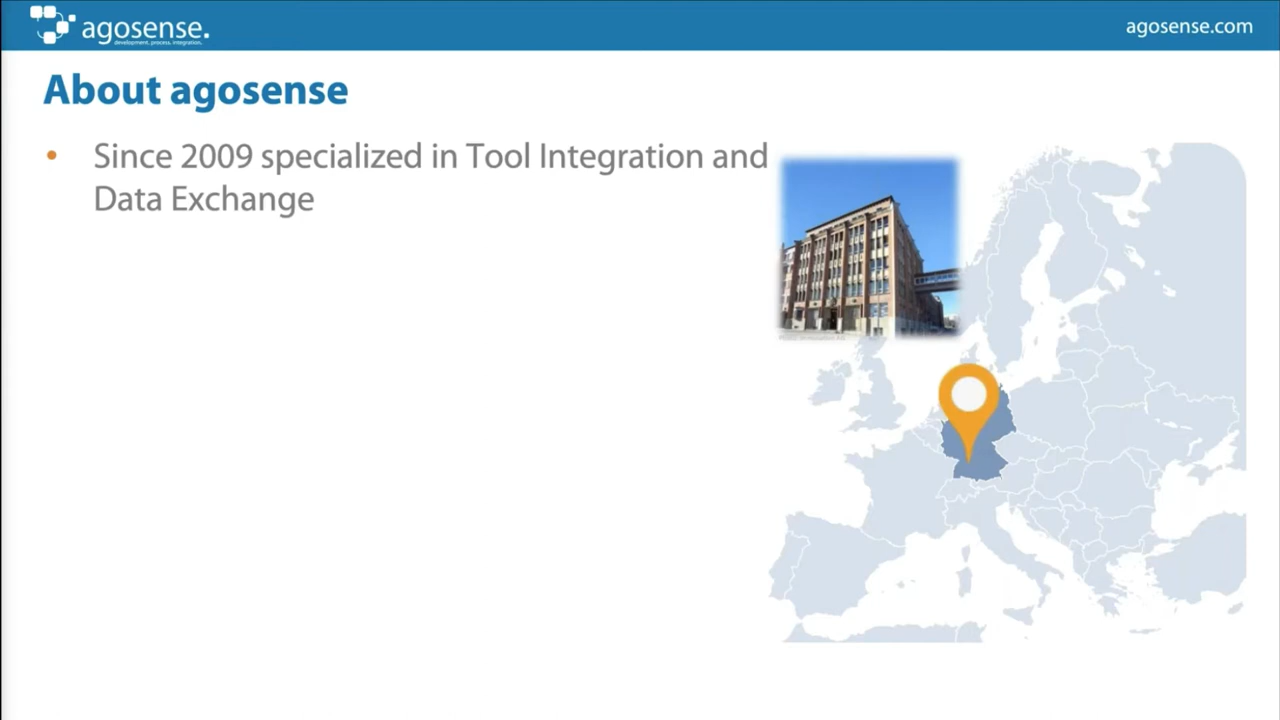 agosense.
development, process, integration.
agosense.com
About agosense
• Since 2009 specialized in Tool Integration and
Data Exchange